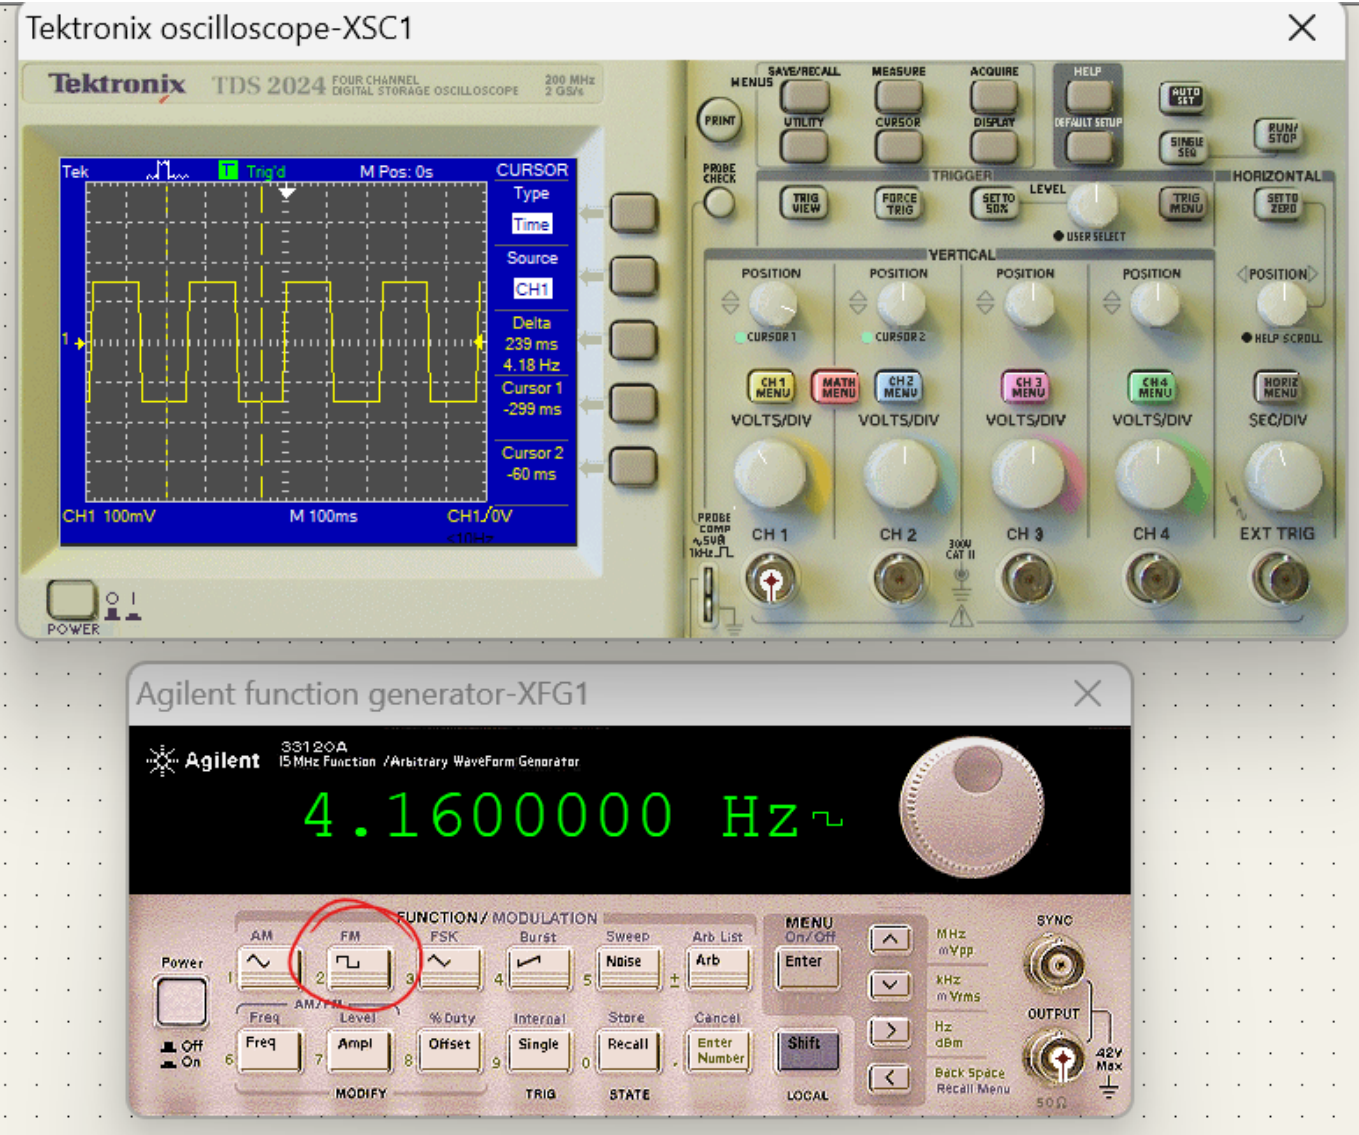 Tektronix oscilloscope-XSC1
Tektronix TDS 2024 FOUR CHANNEL DIGITAL STORAGE OSCILLOSCOPE 200 MHz 2 GS/s
MENUS SAVE/RECALL MEASURE ACQUIRE HELP
PRINT AUTO SET
UTILITY CURSOR DISPLAY DEFAULT SETUP
SINGLE SEQ RUN/STOP
Tek T Trig'd M Pos: 0s CURSOR
Type
Time
Source
CH1
Delta
239 ms
4.18 Hz
Cursor 1
-299 ms
Cursor 2
-60 ms
1
CH1 100mV M 100ms CH1 / 0V
<10Hz
PROBE CHECK
TRIGGER HORIZONTAL
TRIG VIEW FORCE TRIG SET TO 50% LEVEL TRIG MENU SET TO ZERO
USER SELECT
VERTICAL
POSITION POSITION POSITION POSITION POSITION
CURSOR 1 CURSOR 2 HELP SCROLL
CH 1 MENU MATH MENU CH 2 MENU CH 3 MENU CH 4 MENU HORIZ MENU
VOLTS/DIV VOLTS/DIV VOLTS/DIV VOLTS/DIV SEC/DIV
PROBE COMP
~5V@
1kHz
CH 1 CH 2 300V CAT II CH 3 CH 4 EXT TRIG
POWER
Agilent function generator-XFG1
Agilent 33120A
15 MHz Function / Arbitrary WaveForm Genorator
4.1600000 Hz
FUNCTION / MODULATION
AM FM FSK Burst Sweep Arb List
1 2 3 4 5 Noise ± Arb
MENU
On/Off
Enter
Power
Off
On
AM/FM
Freq Level % Duty Internal Store Cancel
6 Freq 7 Ampl 8 Offset 9 Single 0 Recall . Enter Number Shift
MODIFY TRIG STATE LOCAL
MHz
mVpp
kHz
mVrms
Hz
dBm
Back Space
Recall Menu
SYNC
OUTPUT
42V
Max
50Ω